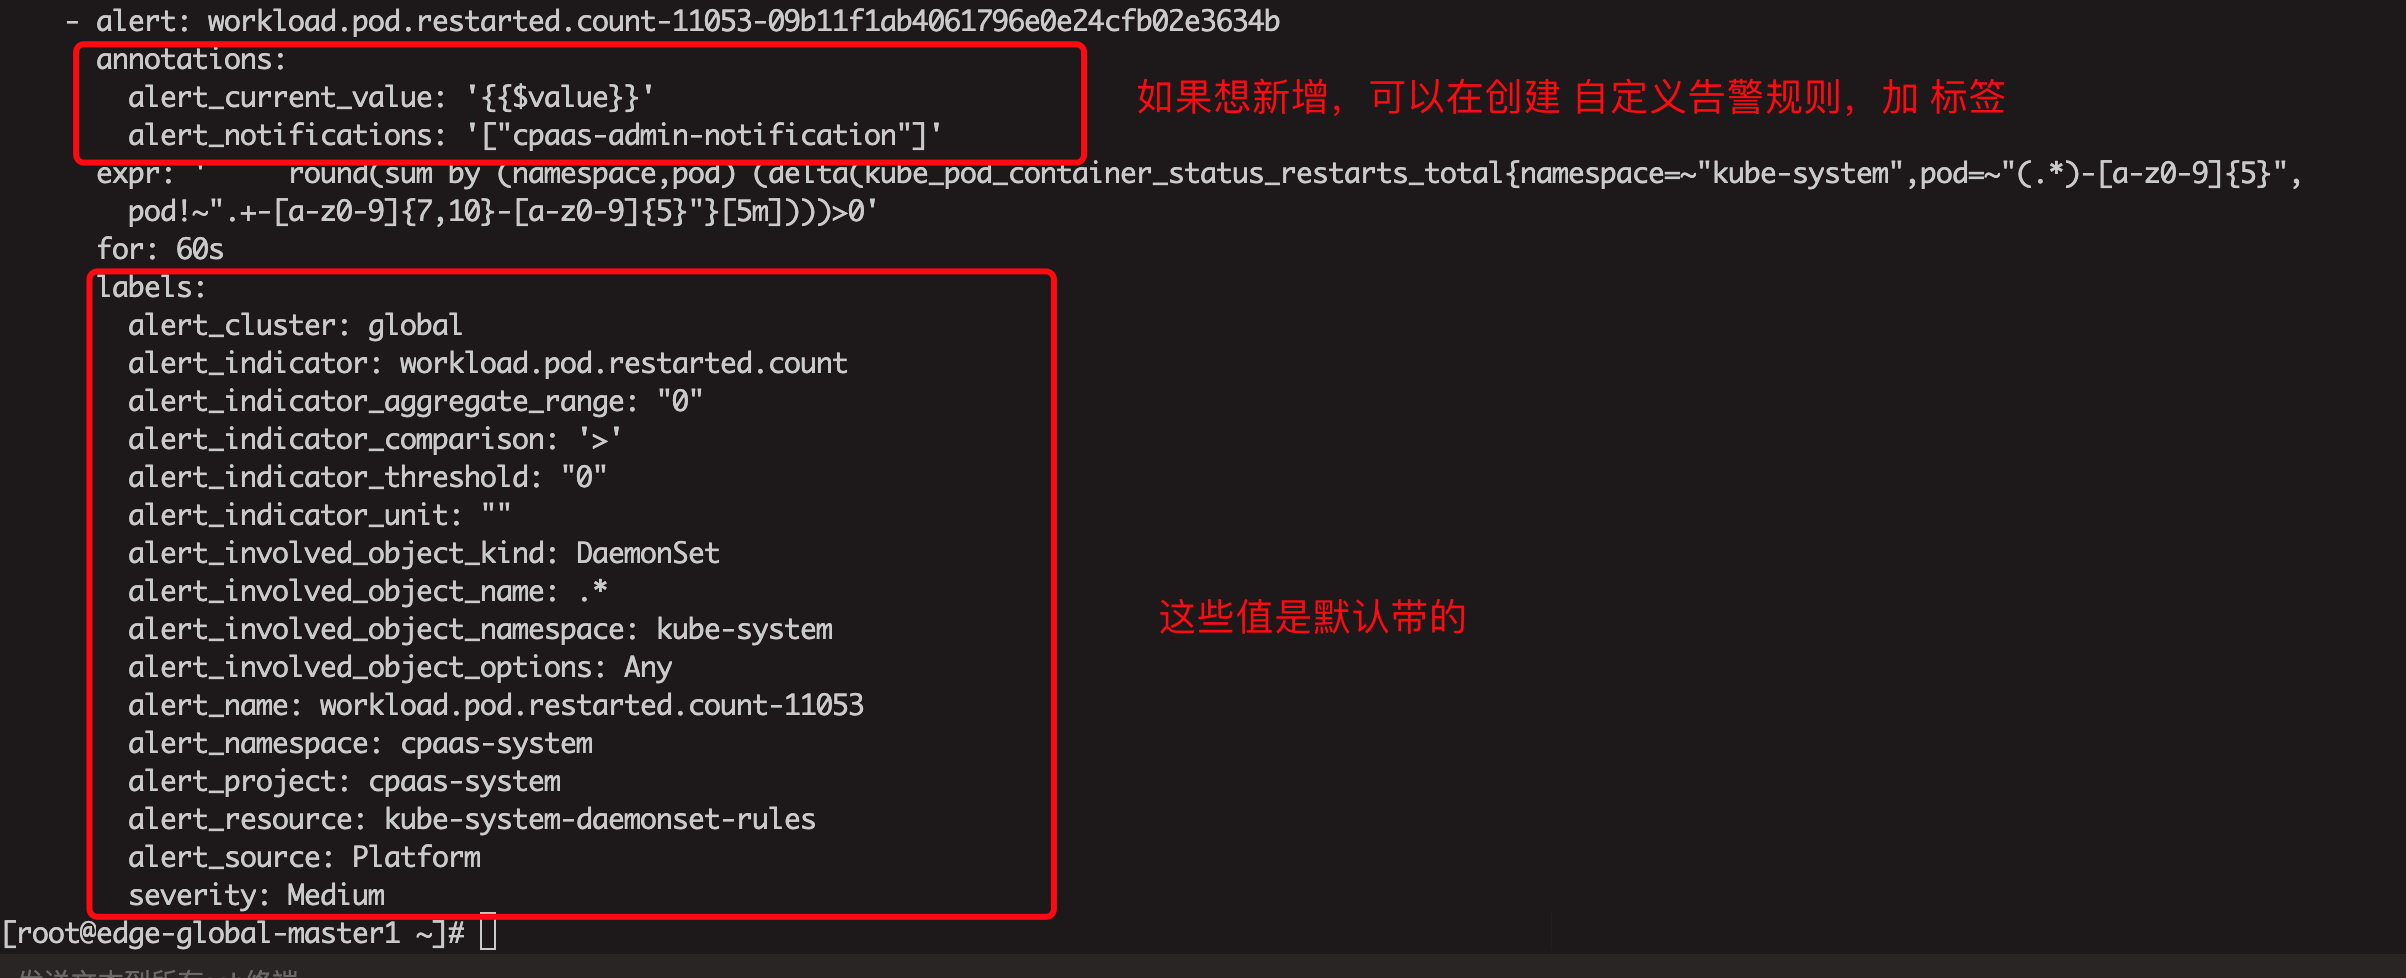 - alert: workload.pod.restarted.count-11053-09b11f1ab4061796e0e24cfb02e3634b
annotations:
alert_current_value: '{{$value}}'
如果想新增，可以在创建 自定义告警规则，加 标签
alert_notifications: '["cpaas-admin-notification"]'
expr: '     round(sum by (namespace,pod) (delta(kube_pod_container_status_restarts_total{namespace=~"kube-system",pod=~"(.*)-[a-z0-9]{5}",
pod!~".+-[a-z0-9]{7,10}-[a-z0-9]{5}"}[5m])))>0'
for: 60s
labels:
alert_cluster: global
alert_indicator: workload.pod.restarted.count
alert_indicator_aggregate_range: "0"
alert_indicator_comparison: '>'
alert_indicator_threshold: "0"
alert_indicator_unit: ""
alert_involved_object_kind: DaemonSet
alert_involved_object_name: .*
这些值是默认带的
alert_involved_object_namespace: kube-system
alert_involved_object_options: Any
alert_name: workload.pod.restarted.count-11053
alert_namespace: cpaas-system
alert_project: cpaas-system
alert_resource: kube-system-daemonset-rules
alert_source: Platform
severity: Medium
[root@edge-global-master1 ~]#